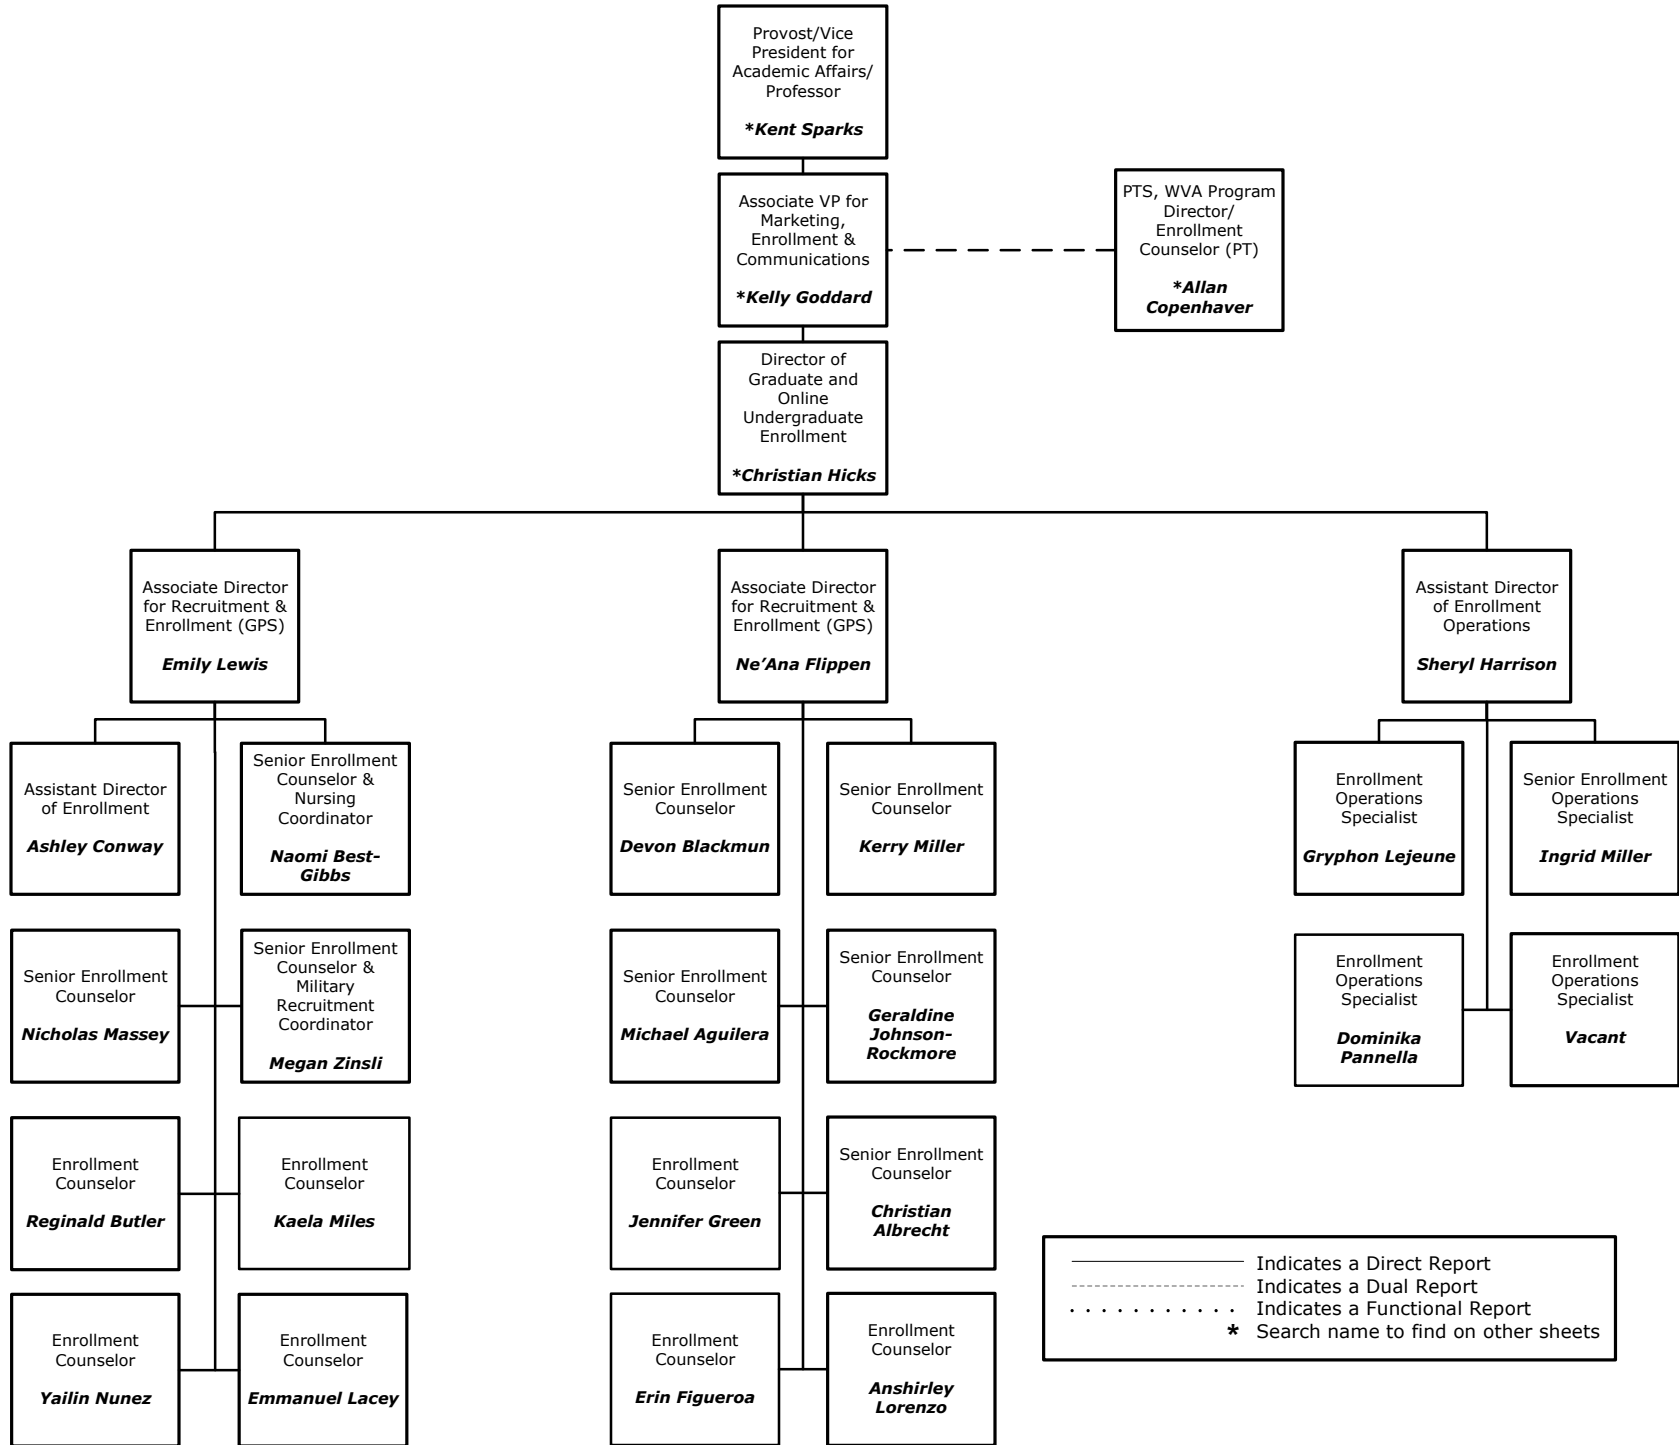 Provost/Vice
President for
Academic Affairs/
Professor
*Kent Sparks
Associate VP for
Marketing,
Enrollment &
Communications
*Kelly Goddard
PTS, WVA Program
Director/
Enrollment
Counselor (PT)
*Allan
Copenhaver
Director of
Graduate and
Online
Undergraduate
Enrollment
*Christian Hicks
Associate Director
for Recruitment &
Enrollment (GPS)
Emily Lewis
Associate Director
for Recruitment &
Enrollment (GPS)
Ne’Ana Flippen
Assistant Director
of Enrollment
Operations
Sheryl Harrison
Assistant Director
of Enrollment
Ashley Conway
Senior Enrollment
Counselor &
Nursing
Coordinator
Naomi Best-
Gibbs
Senior Enrollment
Counselor
Devon Blackmun
Senior Enrollment
Counselor
Kerry Miller
Enrollment
Operations
Specialist
Gryphon Lejeune
Senior Enrollment
Operations
Specialist
Ingrid Miller
Senior Enrollment
Counselor
Nicholas Massey
Senior Enrollment
Counselor &
Military
Recruitment
Coordinator
Megan Zinsli
Senior Enrollment
Counselor
Michael Aguilera
Senior Enrollment
Counselor
Geraldine
Johnson-
Rockmore
Enrollment
Operations
Specialist
Dominika
Pannella
Enrollment
Operations
Specialist
Vacant
Enrollment
Counselor
Reginald Butler
Enrollment
Counselor
Kaela Miles
Enrollment
Counselor
Jennifer Green
Senior Enrollment
Counselor
Christian
Albrecht
Enrollment
Counselor
Yailin Nunez
Enrollment
Counselor
Emmanuel Lacey
Enrollment
Counselor
Erin Figueroa
Enrollment
Counselor
Anshirley
Lorenzo
Indicates a Direct Report
Indicates a Dual Report
Indicates a Functional Report
* Search name to find on other sheets